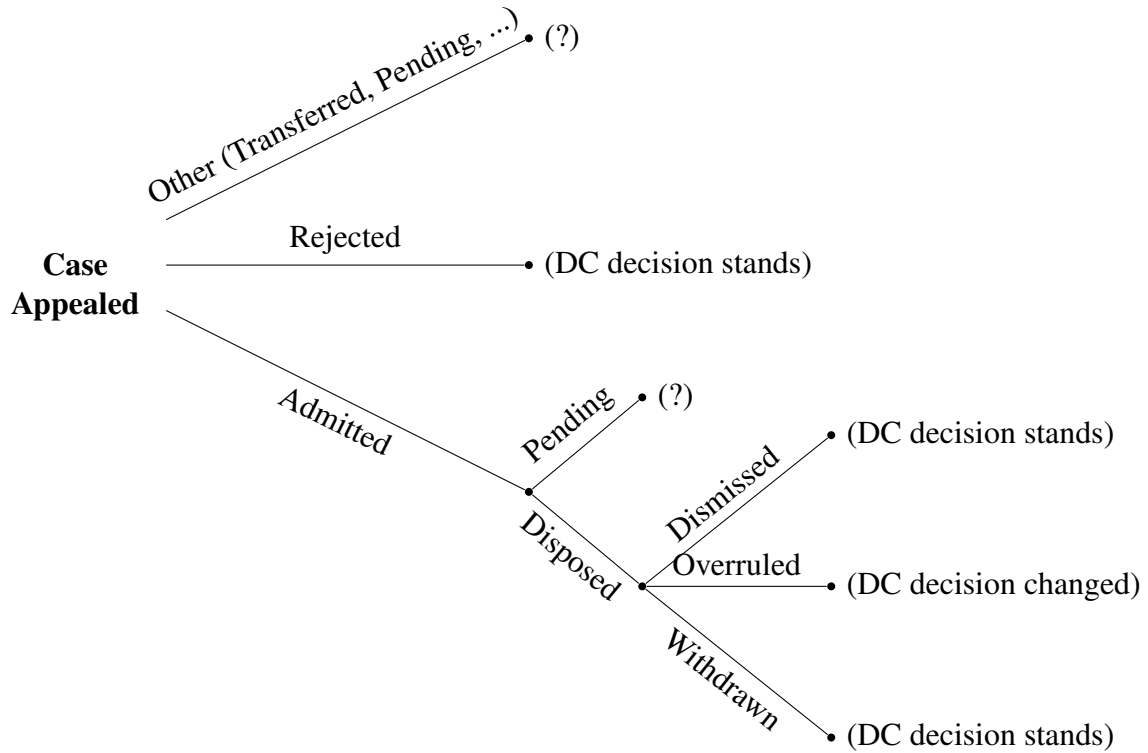 Other (Transferred, Pending, ...)
(?)
Rejected
(DC decision stands)
Case
Appealed
Admitted
Pending
(?)
Disposed
Dismissed
(DC decision stands)
Overruled
(DC decision changed)
Withdrawn
(DC decision stands)